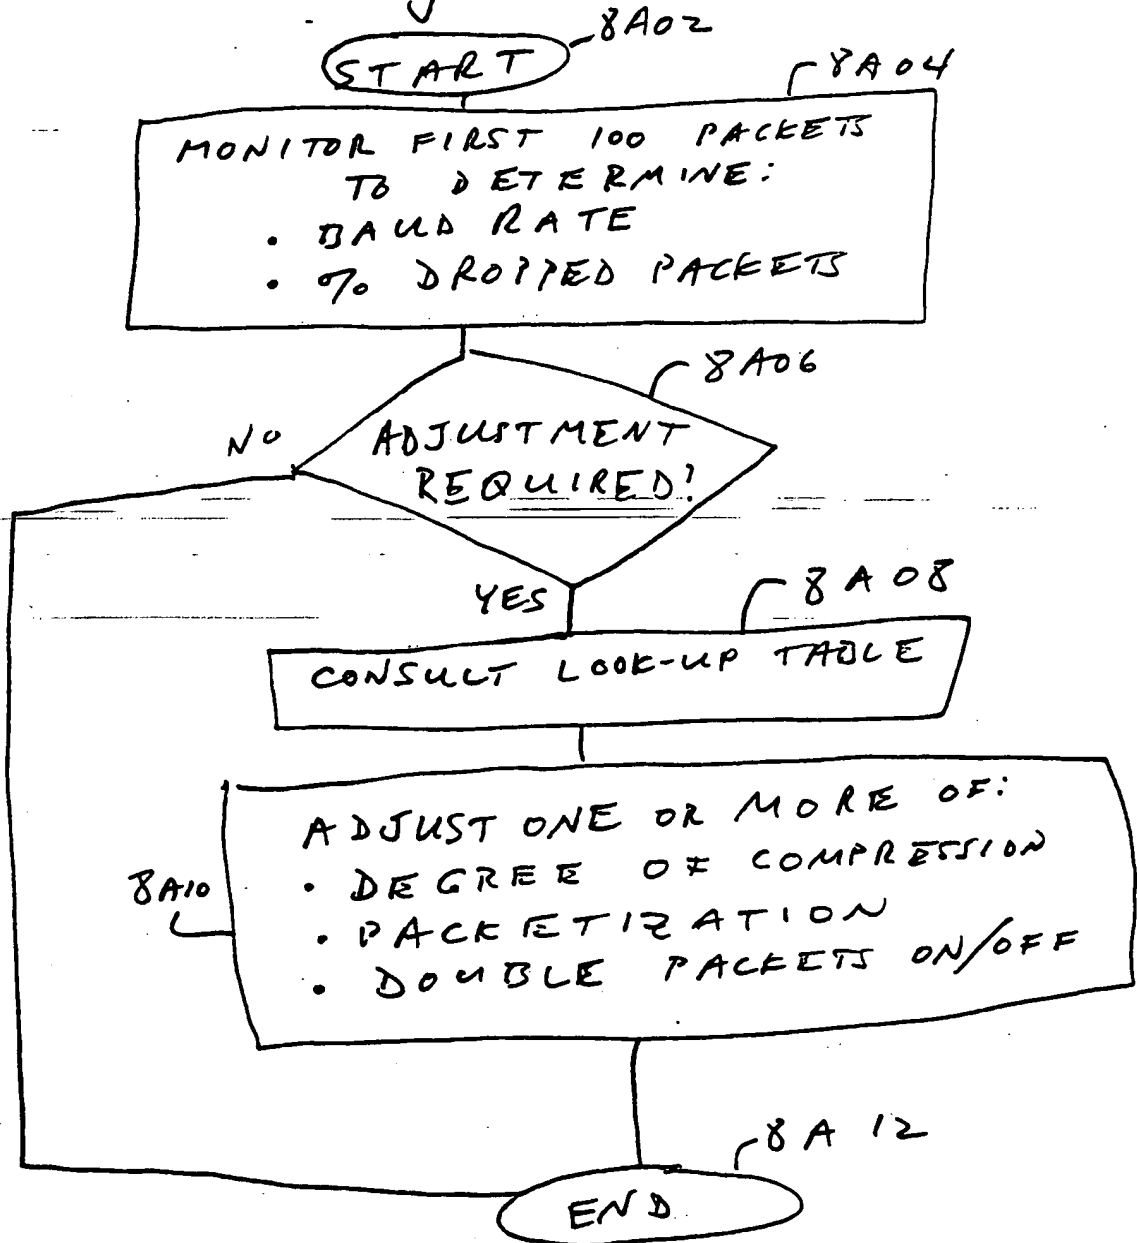 8A02
START
8A04
MONITOR FIRST 100 PACKETS
TO DETERMINE:
• BAUD RATE
• % DROPPED PACKETS
8A06
NO
ADJUSTMENT
REQUIRED?
YES
8A08
CONSULT LOOK-UP TABLE
ADJUST ONE OR MORE OF:
8A10
• DEGREE OF COMPRESSION
• PACKETIZATION
• DOUBLE PACKETS ON/OFF
8A12
END